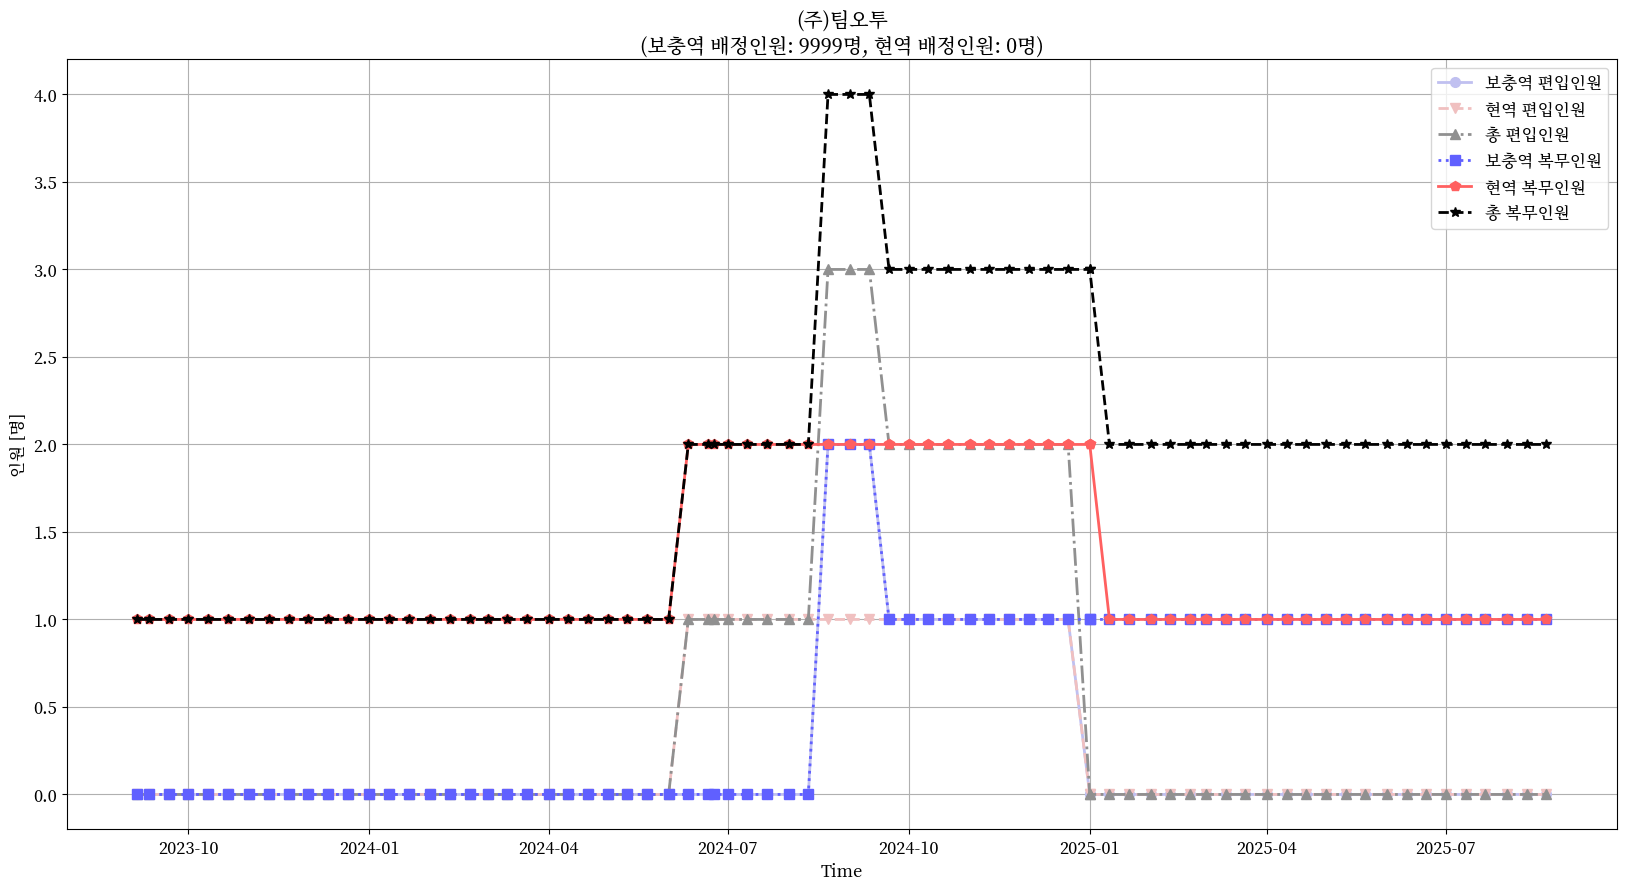 (주)팀오투
(보충역 배정인원: 9999명, 현역 배정인원: 0명)
보충역 편입인원
현역 편입인원
총 편입인원
보충역 복무인원
현역 복무인원
총 복무인원
인원 [명]
4.0
3.5
3.0
2.5
2.0
1.5
1.0
0.5
0.0
2023-10 2024-01 2024-04 2024-07 2024-10 2025-01 2025-04 2025-07
Time